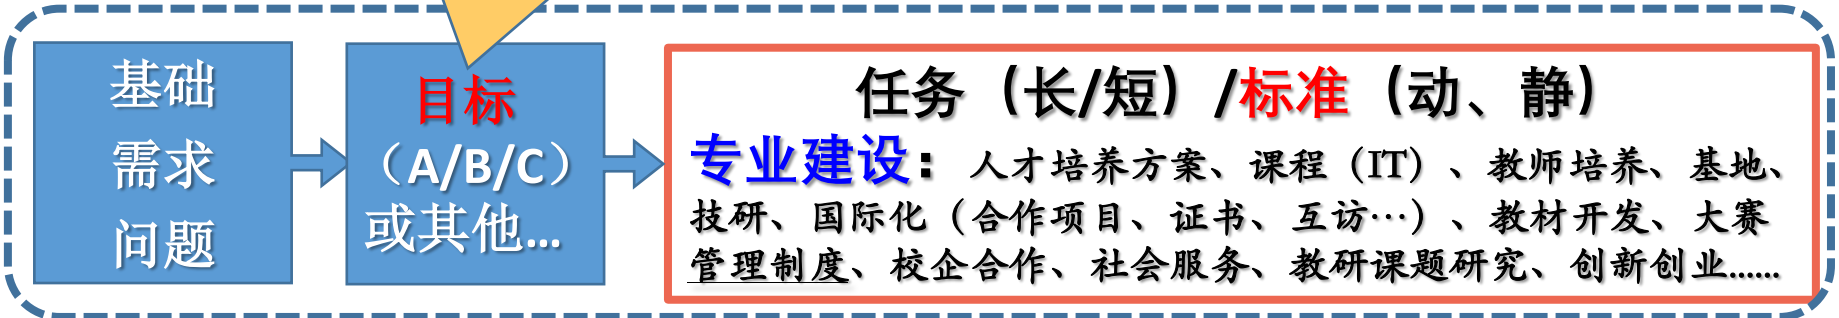 基础
需求
问题
目标
（A/B/C）
或其他...
任务（长/短）/标准（动、静）
专业建设：人才培养方案、课程（IT）、教师培养、基地、
技研、国际化（合作项目、证书、互访…）、教材开发、大赛
管理制度、校企合作、社会服务、教研课题研究、创新创业......